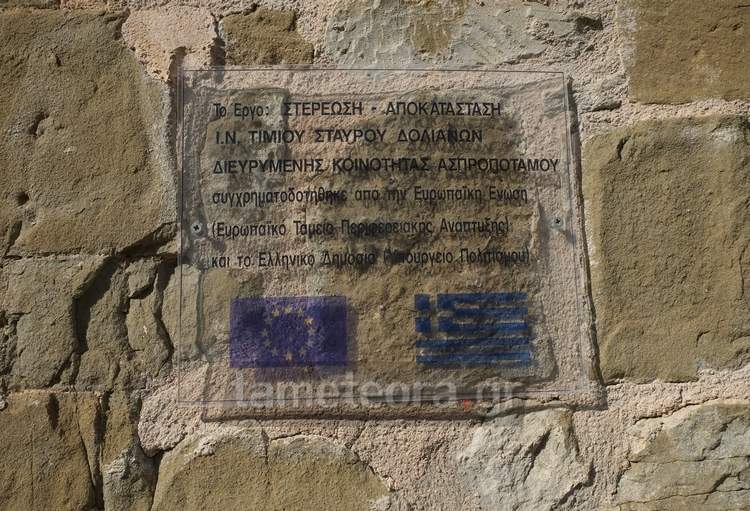 Το Έργο: ΣΤΕΡΕΩΣΗ - ΑΠΟΚΑΤΑΣΤΑΣΗ
Ι.Ν. ΤΙΜΙΟΥ ΣΤΑΥΡΟΥ ΔΟΛΙΑΝΩΝ
ΔΙΕΥΡΥΜΕΝΗΣ ΚΟΙΝΟΤΗΤΑΣ ΑΣΠΡΟΠΟΤΑΜΟΥ
συγχρηματοδοτήθηκε από την Ευρωπαϊκή Ενωση
(Ευρωπαϊκό Ταμείο Περιφερειακής Ανάπτυξης)
και το Ελληνικό Δημόσιο (Υπουργείο Πολιτισμού)
lameteora.gr